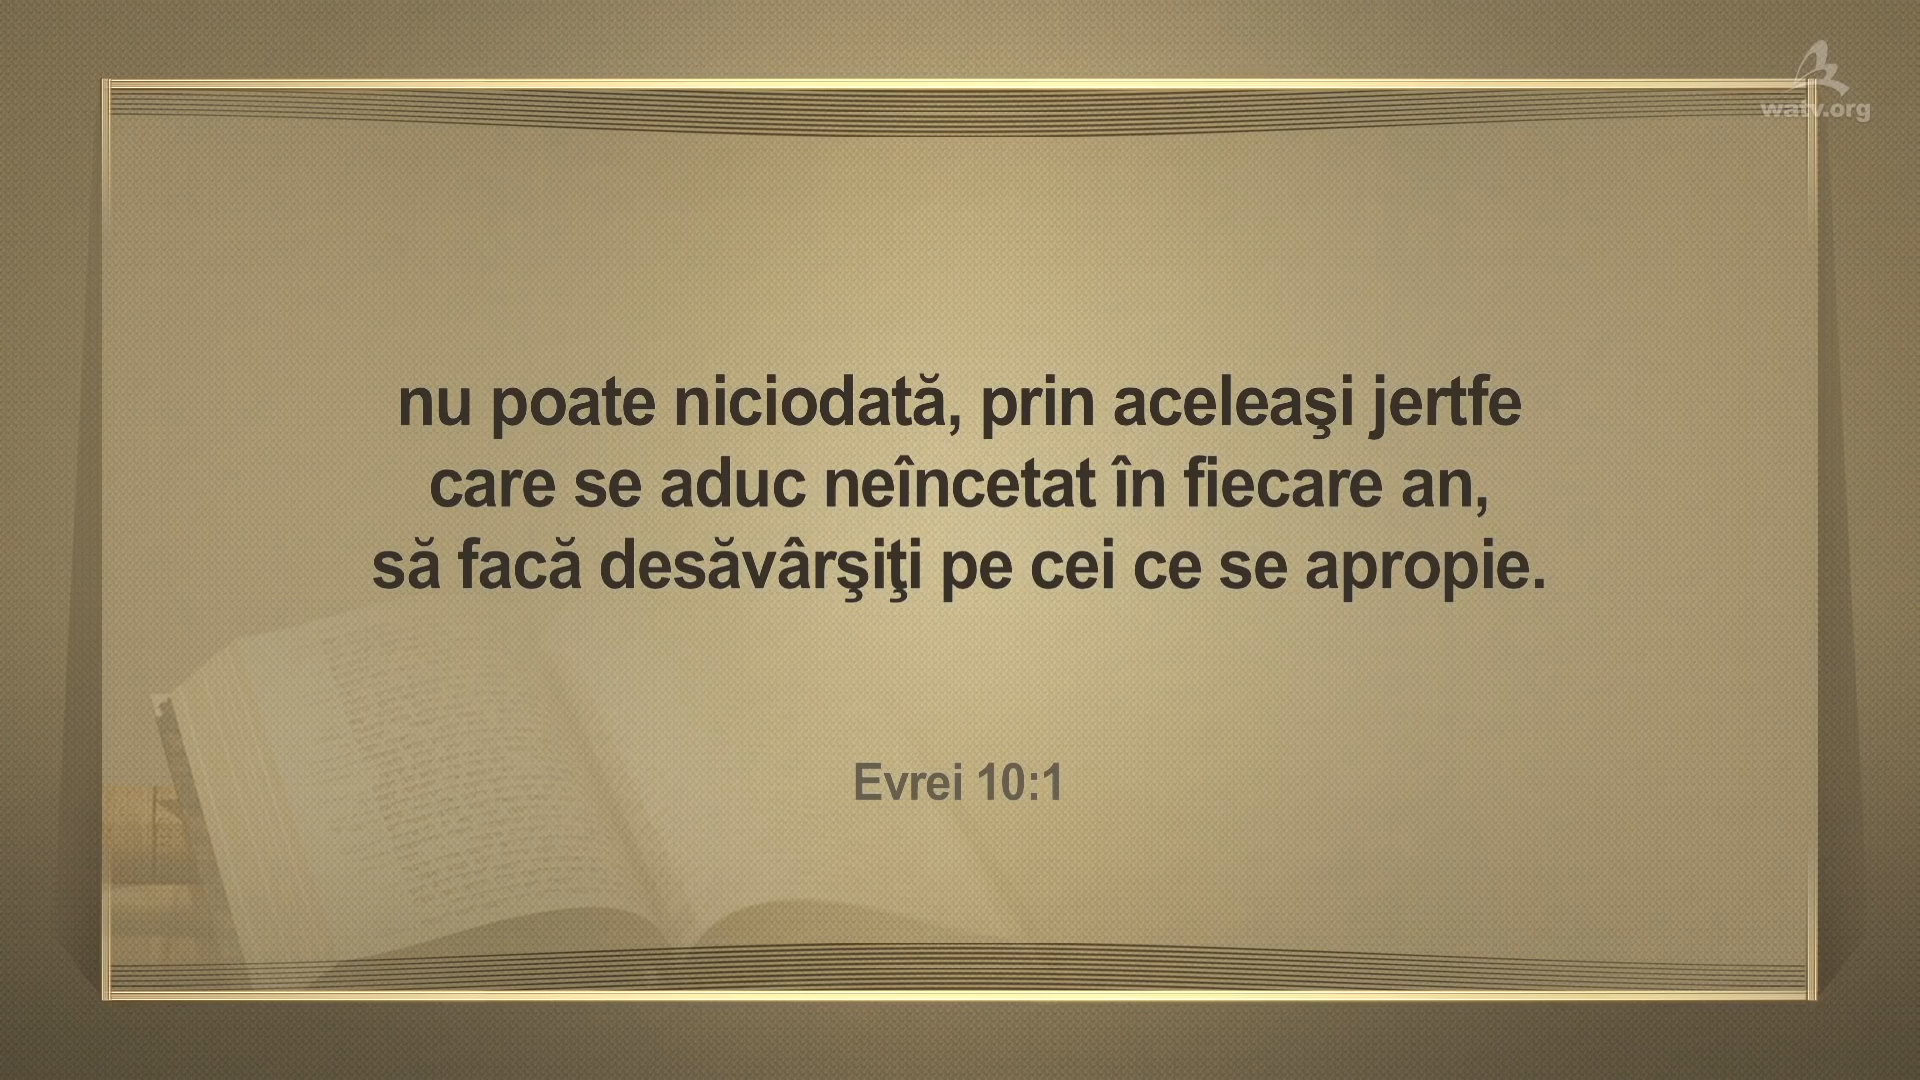 watv.org
nu poate niciodată, prin aceleaşi jertfe
care se aduc neîncetat în fiecare an,
să facă desăvârşiţi pe cei ce se apropie.
Evrei 10:1